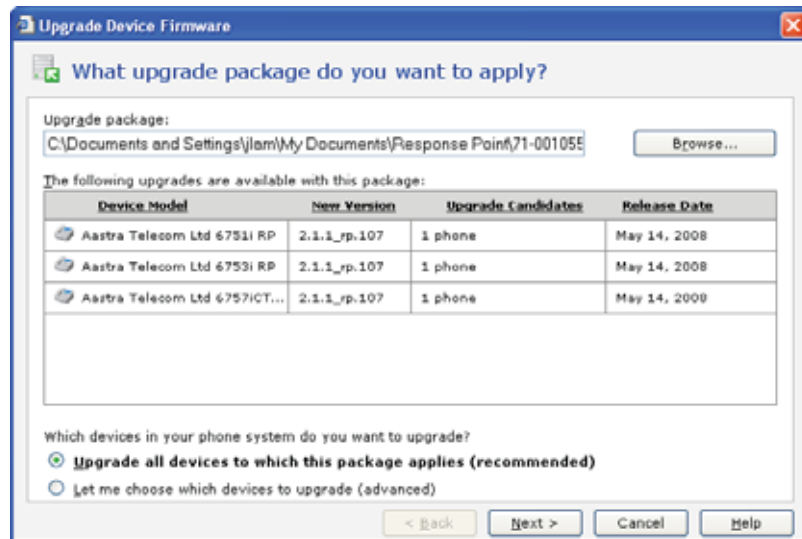 Upgrade Device Firmware
What upgrade package do you want to apply?
Upgrade package:
C:\Documents and Settings\jlam\My Documents\Response Point\71-001055
Browse...
The following upgrades are available with this package:
Device Model New Version Upgrade Candidates Release Date
Aastra Telecom Ltd 6751i RP 2.1.1_rp.107 1 phone May 14, 2008
Aastra Telecom Ltd 6753i RP 2.1.1_rp.107 1 phone May 14, 2008
Aastra Telecom Ltd 6757iCT... 2.1.1_rp.107 1 phone May 14, 2008
Which devices in your phone system do you want to upgrade?
Upgrade all devices to which this package applies (recommended)
Let me choose which devices to upgrade (advanced)
< Back Next > Cancel Help